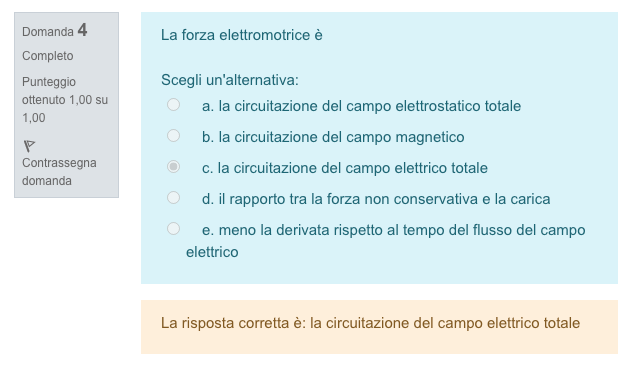 Domanda 4
Completo
Punteggio
ottenuto 1,00 su
1,00
Contrassegna
domanda
La forza elettromotrice è
Scegli un'alternativa:
a. la circuitazione del campo elettrostatico totale
b. la circuitazione del campo magnetico
c. la circuitazione del campo elettrico totale
d. il rapporto tra la forza non conservativa e la carica
e. meno la derivata rispetto al tempo del flusso del campo
elettrico
La risposta corretta è: la circuitazione del campo elettrico totale